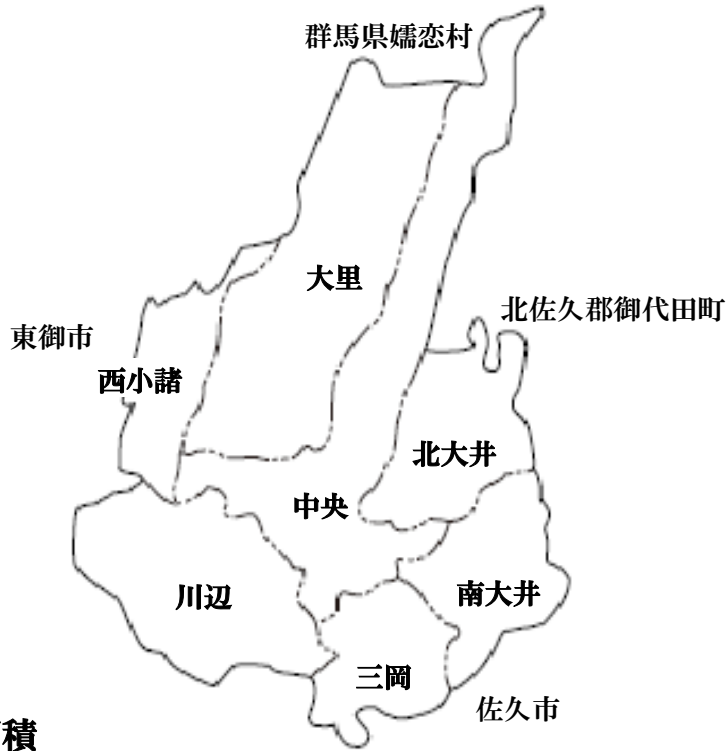 群馬県嬬恋村
大里
北佐久郡御代田町
東御市
西小諸
北大井
中央
川辺
南大井
三岡
佐久市
積